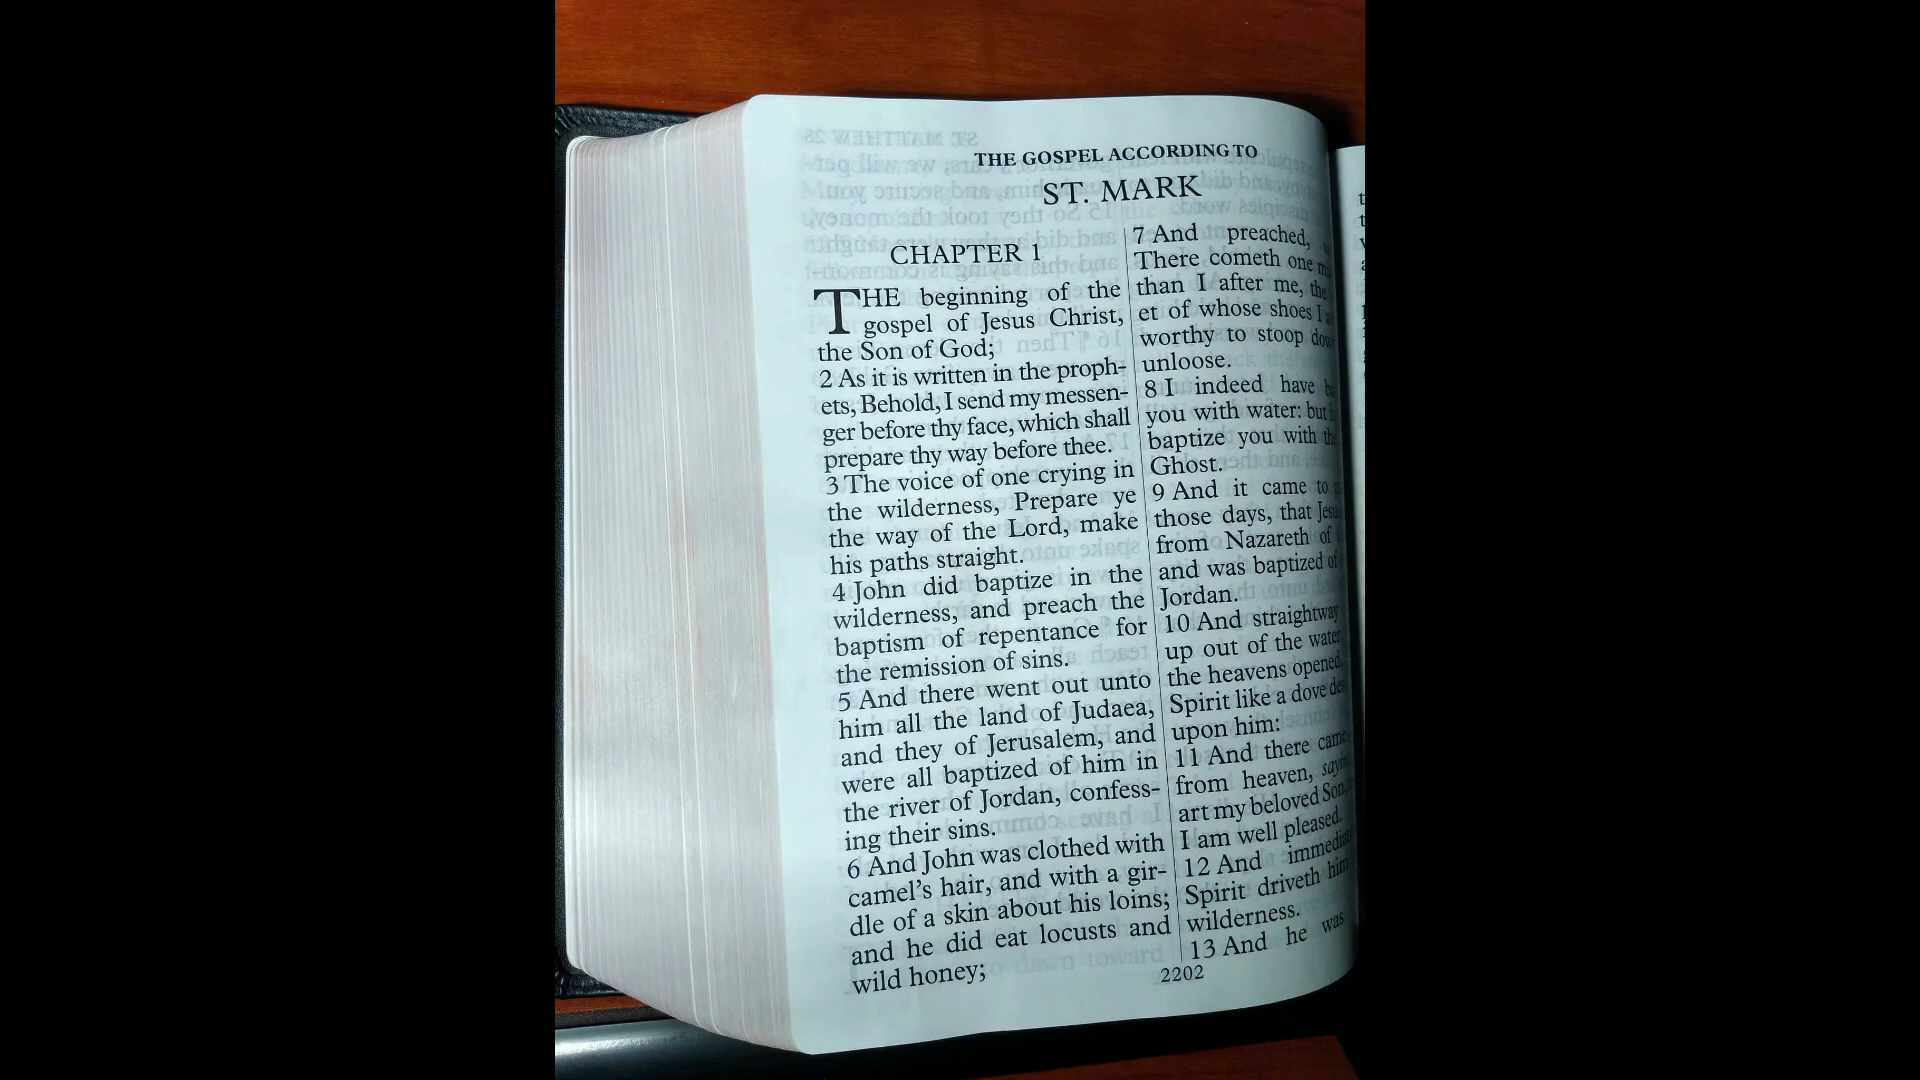 THE GOSPEL ACCORDING TO
ST. MARK
CHAPTER 1
THE beginning of the
gospel of Jesus Christ,
the Son of God;
2 As it is written in the proph-
ets, Behold, I send my messen-
ger before thy face, which shall
prepare thy way before thee.
3 The voice of one crying in
the wilderness, Prepare ye
the way of the Lord, make
his paths straight.
4 John did baptize in the
wilderness, and preach the
baptism of repentance for
the remission of sins.
5 And there went out unto
him all the land of Judaea,
and they of Jerusalem, and
were all baptized of him in
the river of Jordan, confess-
ing their sins.
6 And John was clothed with
camel's hair, and with a gir-
dle of a skin about his loins;
and he did eat locusts and
wild honey;
7 And preached,
There cometh one
than I after me, the
et of whose shoes I
worthy to stoop
unloose.
8 I indeed have
you with water: but
baptize you with
Ghost.
9 And it came to
those days, that
from Nazareth of
and was baptized of
Jordan.
10 And straightway
up out of the water,
the heavens opened,
Spirit like a dove
upon him:
11 And there came
from heaven,
art my beloved Son,
I am well pleased.
12 And
Spirit driveth him
wilderness.
13 And he was
2202